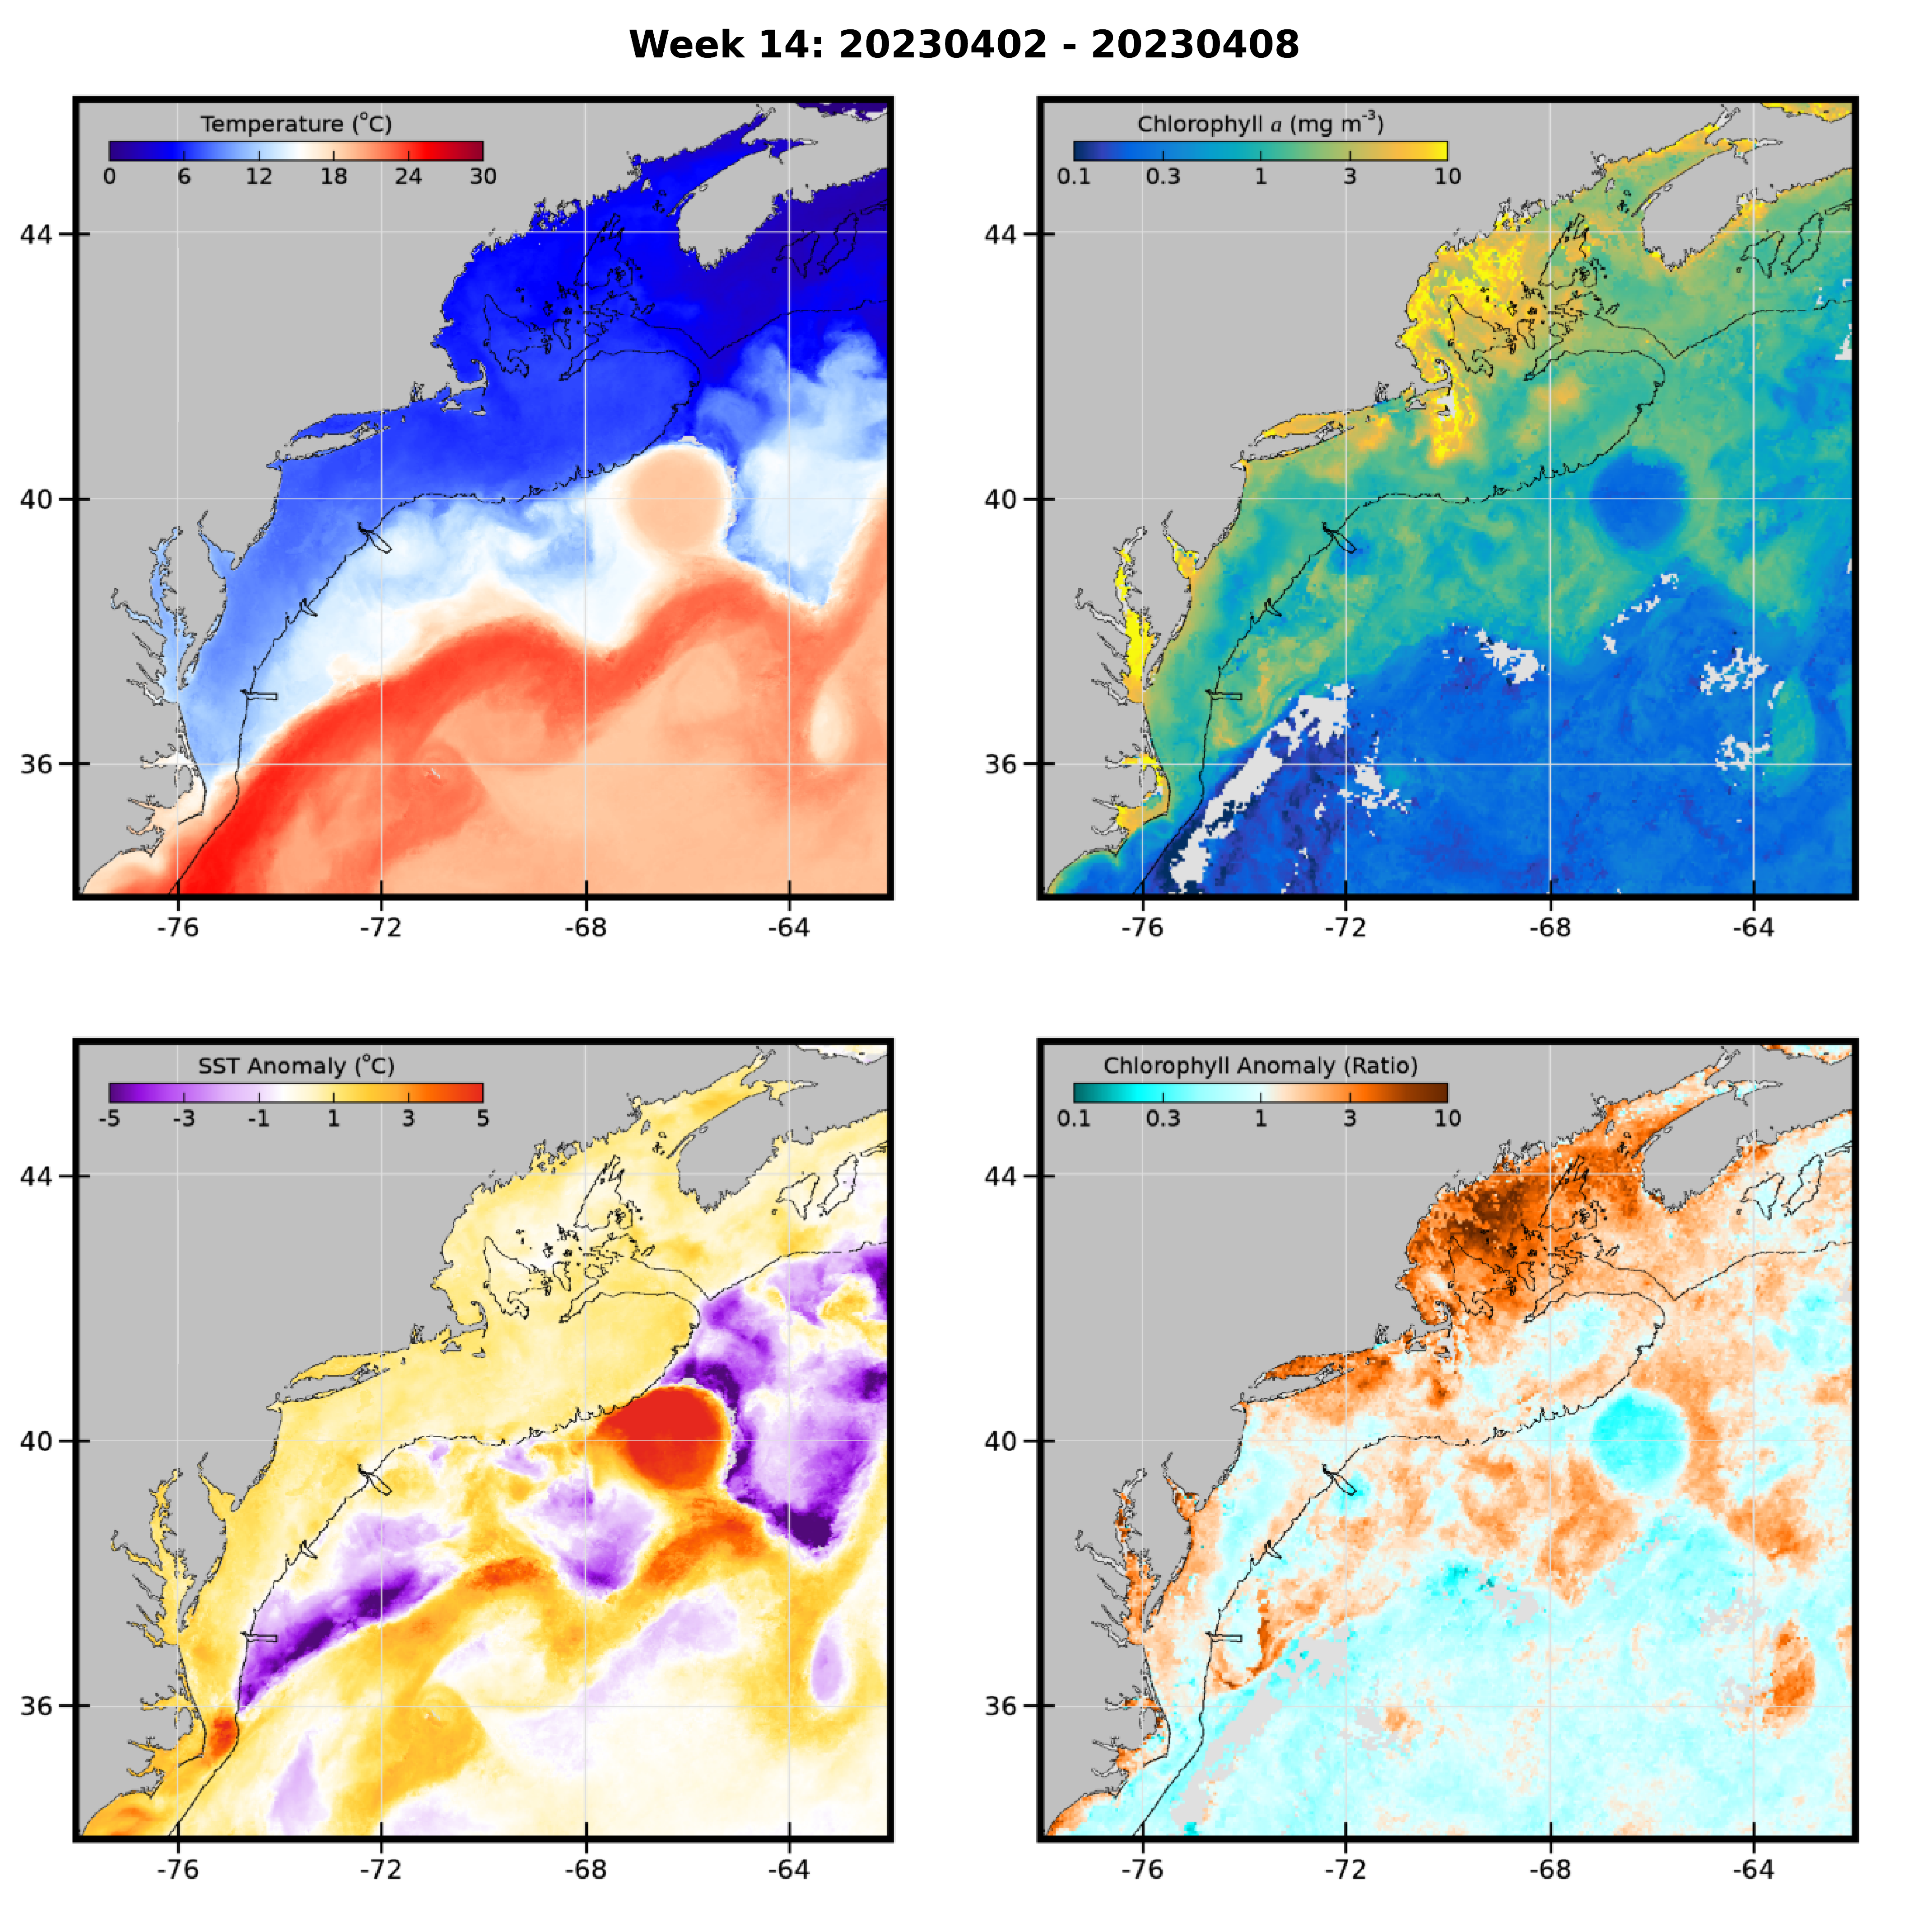 Week 14: 20230402 - 20230408
Temperature (°C)
0 6 12 18 24 30
44
40
36
-76 -72 -68 -64
Chlorophyll a (mg m⁻³)
0.1 0.3 1 3 10
44
40
36
-76 -72 -68 -64
SST Anomaly (°C)
-5 -3 -1 1 3 5
44
40
36
-76 -72 -68 -64
Chlorophyll Anomaly (Ratio)
0.1 0.3 1 3 10
44
40
36
-76 -72 -68 -64